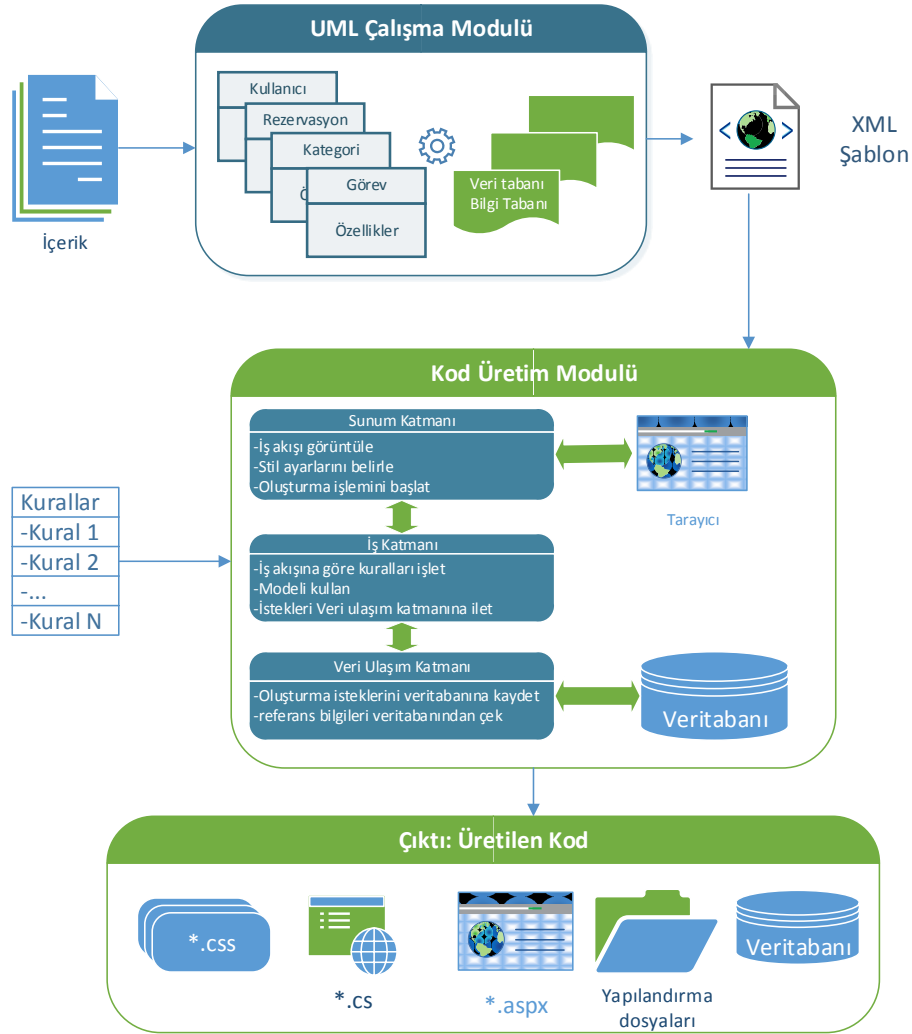 UML Çalışma Modulü
Kullanıcı
Rezervasyon
Kategori
Ö
Görev
Özellikler
Veri tabanı
Bilgi Tabanı
İçerik
< >
XML
Şablon
Kod Üretim Modulü
Sunum Katmanı
-İş akışı görüntüle
-Stil ayarlarını belirle
-Oluşturma işlemini başlat
Tarayıcı
Kurallar
-Kural 1
-Kural 2
-...
-Kural N
İş Katmanı
-İş akışına göre kuralları işlet
-Modeli kullan
-İstekleri Veri ulaşım katmanına ilet
Veri Ulaşım Katmanı
-Oluşturma isteklerini veritabanına kaydet
-referans bilgileri veritabanından çek
Veritabanı
Çıktı: Üretilen Kod
*.css
*.cs
*.aspx
Yapılandırma
dosyaları
Veritabanı